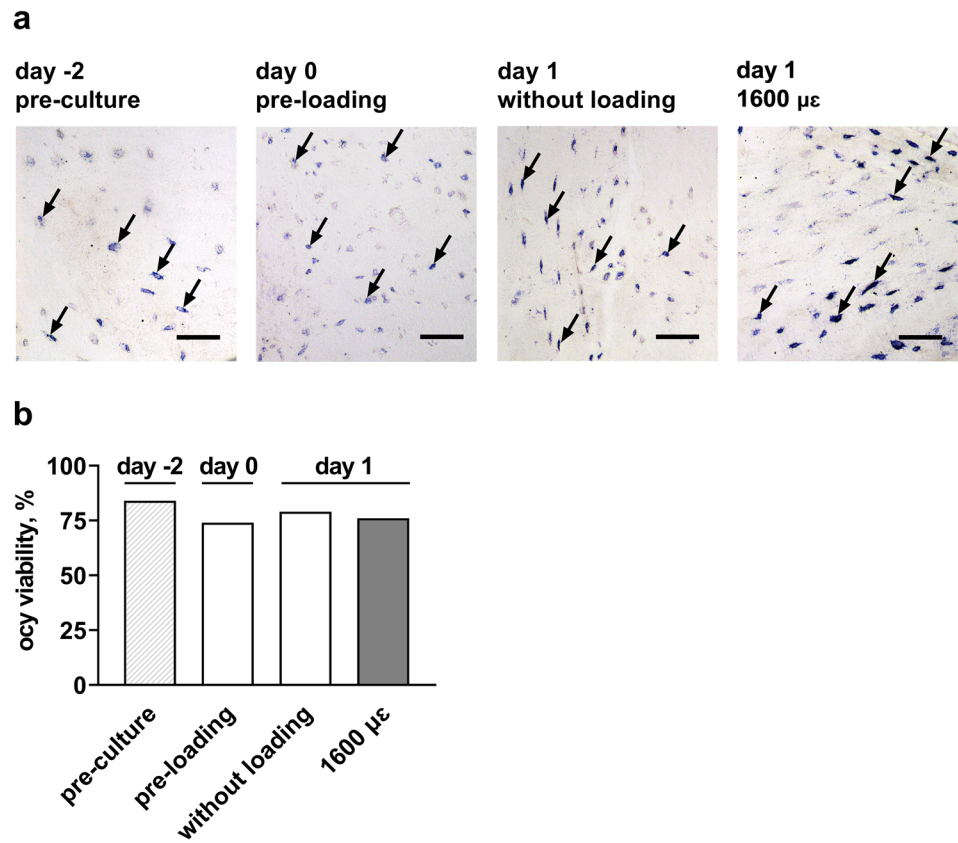 a
day -2
pre-culture
day 0
pre-loading
day 1
without loading
day 1
1600 µε
b
ocy viability, %
100
75
50
25
0
day -2
day 0
day 1
pre-culture
pre-loading
without loading
1600 µε